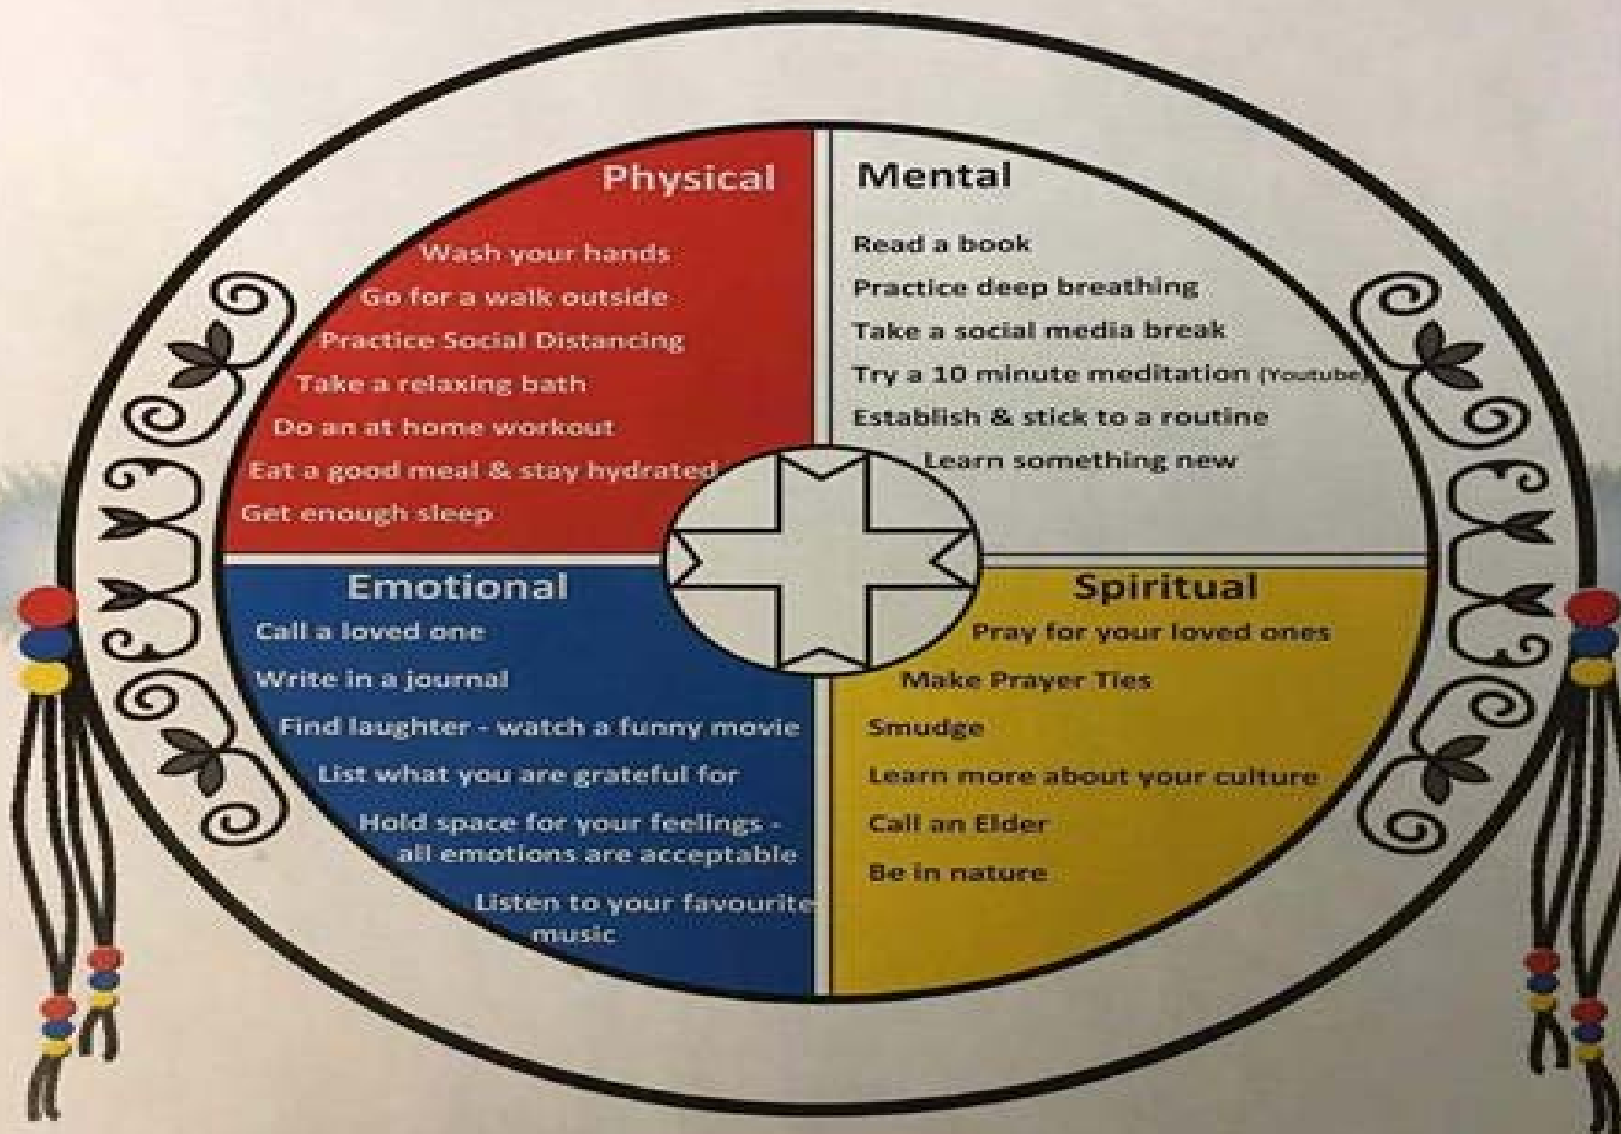 Physical
Wash your hands
Go for a walk outside
Practice Social Distancing
Take a relaxing bath
Do an at home workout
Eat a good meal & stay hydrated
Get enough sleep
Mental
Read a book
Practice deep breathing
Take a social media break
Try a 10 minute meditation (Youtube)
Establish & stick to a routine
Learn something new
Emotional
Call a loved one
Write in a journal
Find laughter - watch a funny movie
List what you are grateful for
Hold space for your feelings -
all emotions are acceptable
Listen to your favourite
music
Spiritual
Pray for your loved ones
Make Prayer Ties
Smudge
Learn more about your culture
Call an Elder
Be in nature